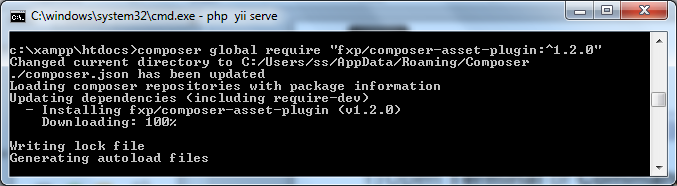 C:\windows\system32\cmd.exe - php  yii serve
c:\xampp\htdocs>composer global require "fxp/composer-asset-plugin:^1.2.0"
Changed current directory to C:/Users/ss/AppData/Roaming/Composer
./composer.json has been updated
Loading composer repositories with package information
Updating dependencies (including require-dev)
  - Installing fxp/composer-asset-plugin (v1.2.0)
    Downloading: 100%
Writing lock file
Generating autoload files